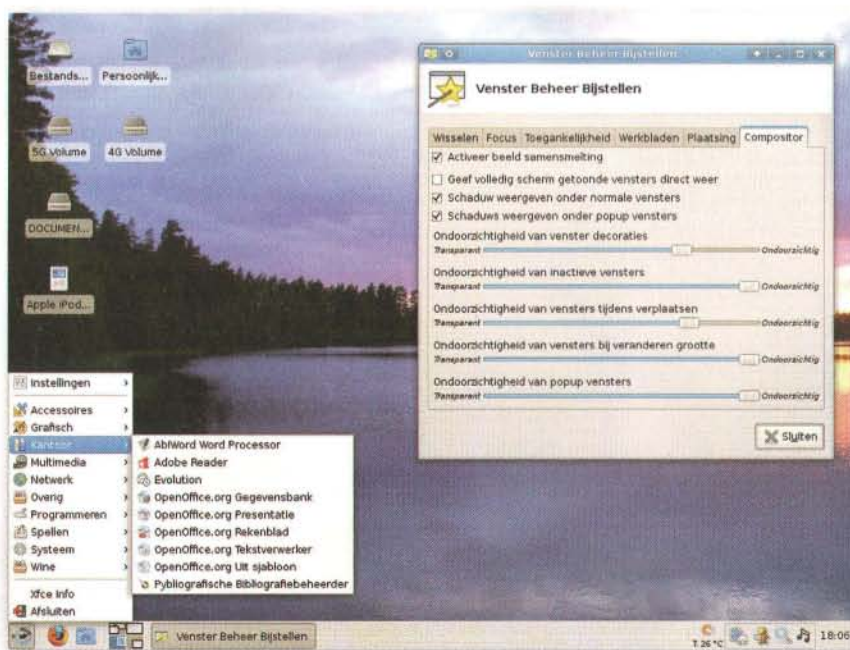 Bestands...
Persoonlijk...
5G Volume
4G Volume
DOCUMEN...
Apple iPod...
Venster Beheer Bijstellen
Venster Beheer Bijstellen
Wisselen Focus Toegankelijkheid Werkbladen Plaatsing Compositor
Activeer beeld samensmelting
Geef volledig scherm getoonde vensters direct weer
Schaduw weergeven onder normale vensters
Schaduws weergeven onder popup vensters
Ondoorzichtigheid van venster decoraties
Transparant Ondoorzichtig
Ondoorzichtigheid van inactieve vensters
Transparant Ondoorzichtig
Ondoorzichtigheid van vensters tijdens verplaatsen
Transparant Ondoorzichtig
Ondoorzichtigheid van vensters bij veranderen grootte
Transparant Ondoorzichtig
Ondoorzichtigheid van popup vensters
Transparant Ondoorzichtig
Sluiten
Instellingen
Accessoires
Grafisch
Kantoor
Multimedia
Netwerk
Overig
Programmeren
Spellen
Systeem
Wine
Xfce Info
Afsluiten
AbiWord Word Processor
Adobe Reader
Evolution
OpenOffice.org Gegevensbank
OpenOffice.org Presentatie
OpenOffice.org Rekenblad
OpenOffice.org Tekstverwerker
OpenOffice.org Uit sjabloon
Pybliografische Bibliografiebeheerder
Venster Beheer Bijstellen
T: 26 °C
18:06